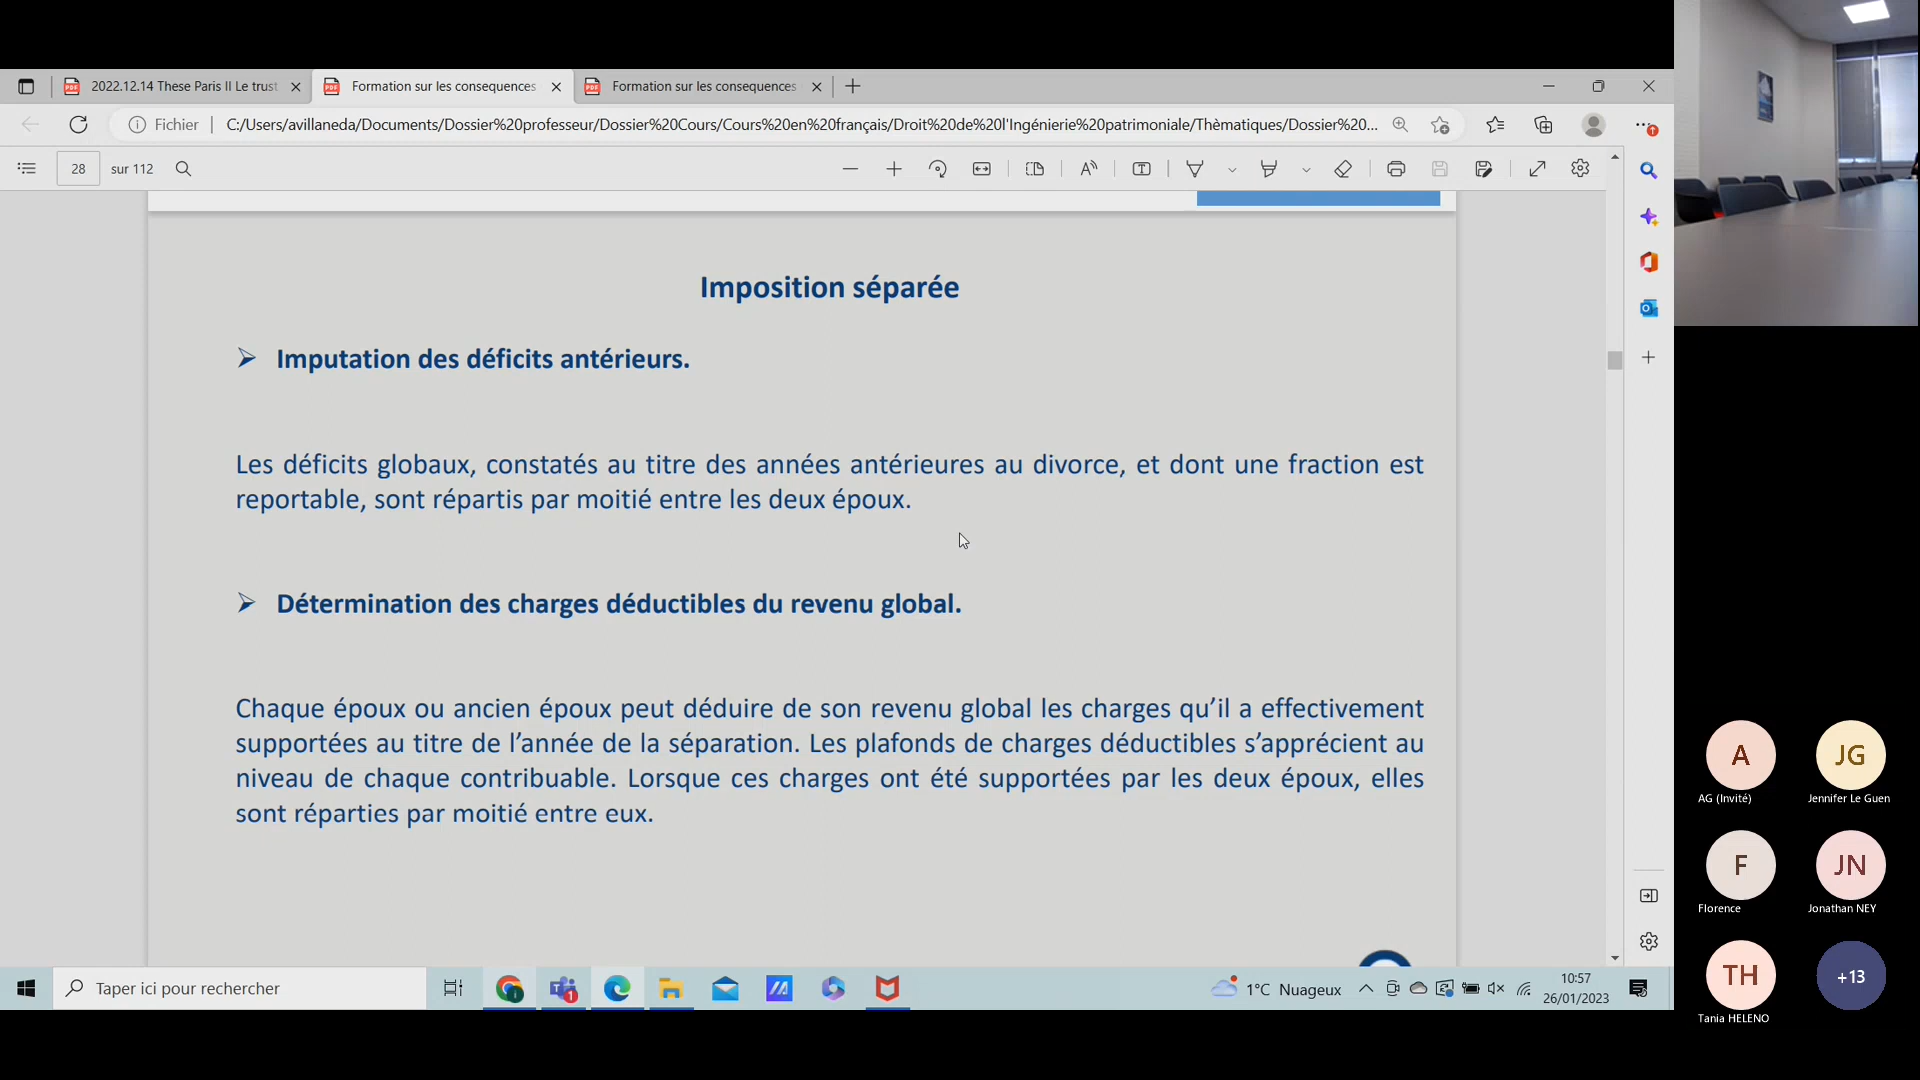 2022.12.14 These Paris II Le trust
Formation sur les consequences
Formation sur les consequences
Fichier
C:/Users/avillaneda/Documents/Dossier%20professeur/Dossier%20Cours/Cours%20en%20français/Droit%20de%20l'Ingénierie%20patrimoniale/Thèmatiques/Dossier%20...
28 sur 112
Imposition séparée
Imputation des déficits antérieurs.
Les déficits globaux, constatés au titre des années antérieures au divorce, et dont une fraction est
reportable, sont répartis par moitié entre les deux époux.
Détermination des charges déductibles du revenu global.
Chaque époux ou ancien époux peut déduire de son revenu global les charges qu’il a effectivement
supportées au titre de l’année de la séparation. Les plafonds de charges déductibles s’apprécient au
niveau de chaque contribuable. Lorsque ces charges ont été supportées par les deux époux, elles
sont réparties par moitié entre eux.
A
AG (Invité)
JG
Jennifer Le Guen
F
Florence
JN
Jonathan NEY
TH
Tania HELENO
+13
Taper ici pour rechercher
1
1°C Nuageux
10:57
26/01/2023